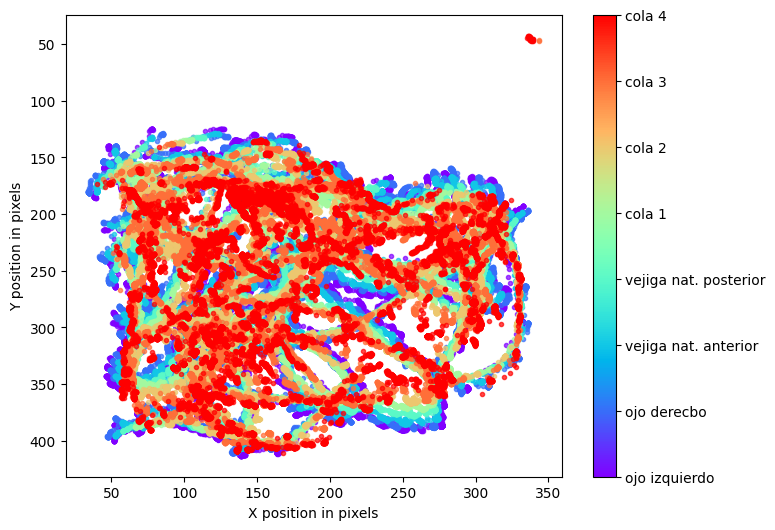 50
100
150
200
250
300
350
400
Y position in pixels
50
100
150
200
250
300
350
X position in pixels
cola 4
cola 3
cola 2
cola 1
vejiga nat. posterior
vejiga nat. anterior
ojo derecbo
ojo izquierdo